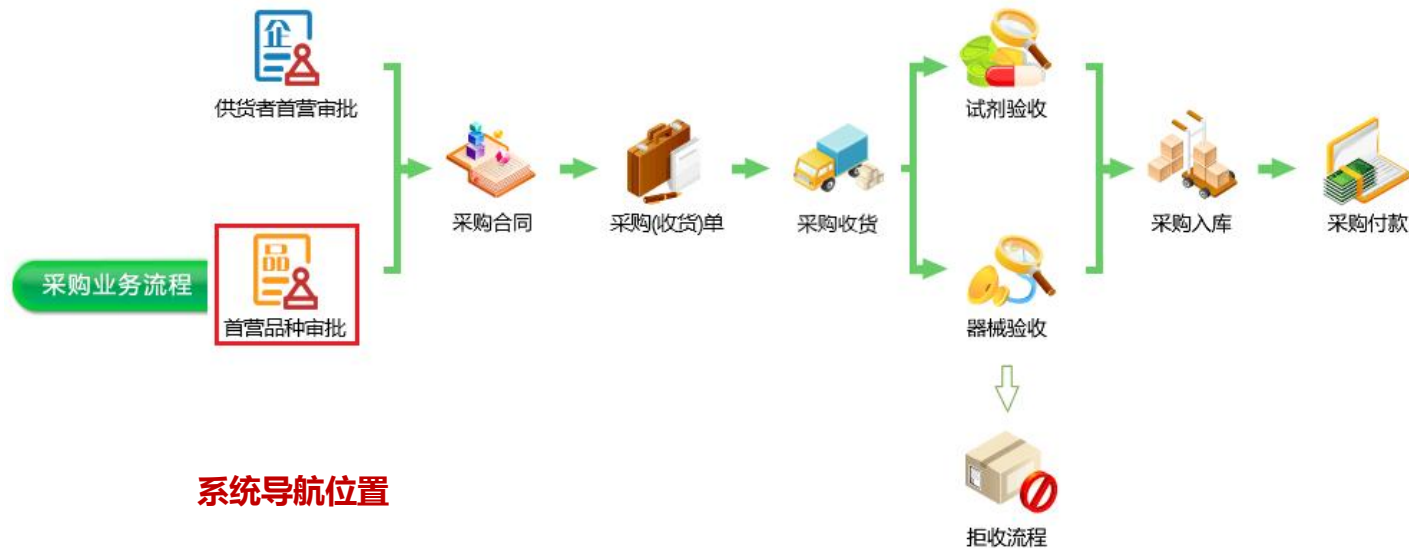 供货者首营审批
试剂验收
采购合同
采购(收货)单
采购收货
采购入库
采购付款
采购业务流程
首营品种审批
器械验收
系统导航位置
拒收流程
企
品